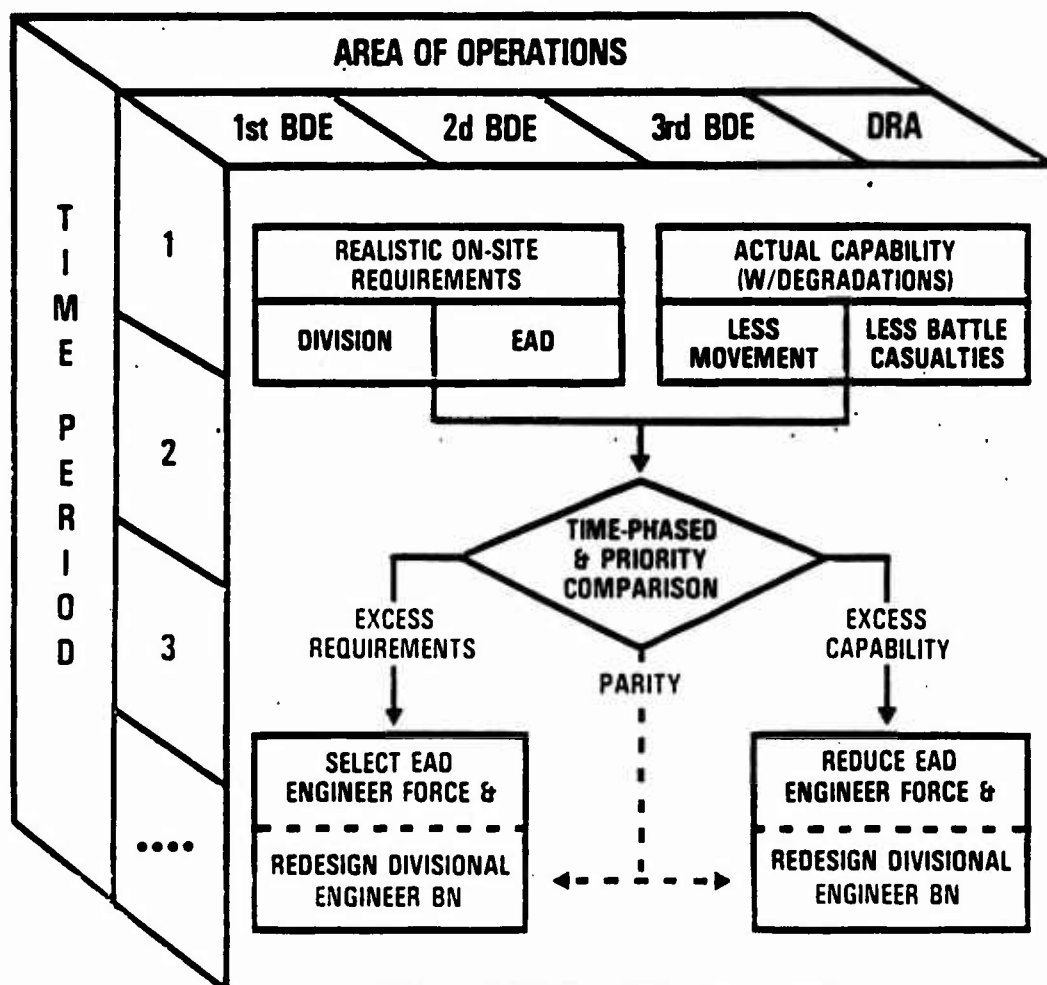 AREA OF OPERATIONS
1st BDE
2d BDE
3rd BDE
DRA
TIME PERIOD
1
2
3
••••
REALISTIC ON-SITE
REQUIREMENTS
DIVISION
EAD
ACTUAL CAPABILITY
(W/DEGRADATIONS)
LESS
MOVEMENT
LESS BATTLE
CASUALTIES
TIME-PHASED
& PRIORITY
COMPARISON
EXCESS
REQUIREMENTS
PARITY
EXCESS
CAPABILITY
SELECT EAD
ENGINEER FORCE &
REDESIGN DIVISIONAL
ENGINEER BN
REDUCE EAD
ENGINEER FORCE &
REDESIGN DIVISIONAL
ENGINEER BN